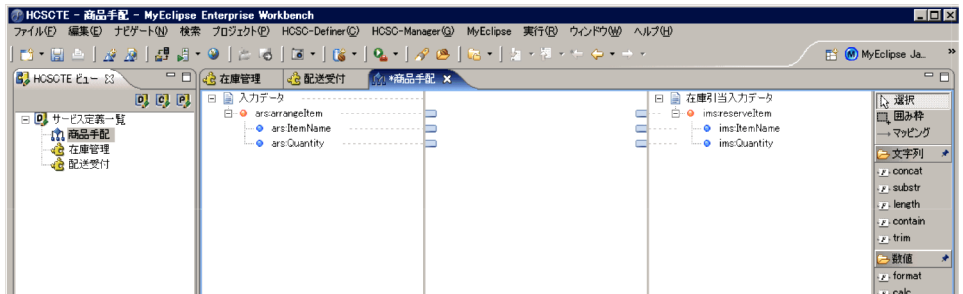 HCSCTE - 商品手配 - MyEclipse Enterprise Workbench
ファイル(F) 編集(E) ナビゲート(N) 検索 プロジェクト(P) HCSC-Definer(C) HCSC-Manager(G) MyEclipse 実行(R) ウィンドウ(W) ヘルプ(H)
MyEclipse Ja...
HCSCTE ビュー
在庫管理
配送受付
*商品手配
サービス定義一覧
商品手配
在庫管理
配送受付
入力データ
ars:arrangeItem
ars:ItemName
ars:Quantity
在庫引当入力データ
ims:reserveItem
ims:ItemName
ims:Quantity
選択
囲み枠
マッピング
文字列
concat
substr
length
contain
trim
数値
format
calc